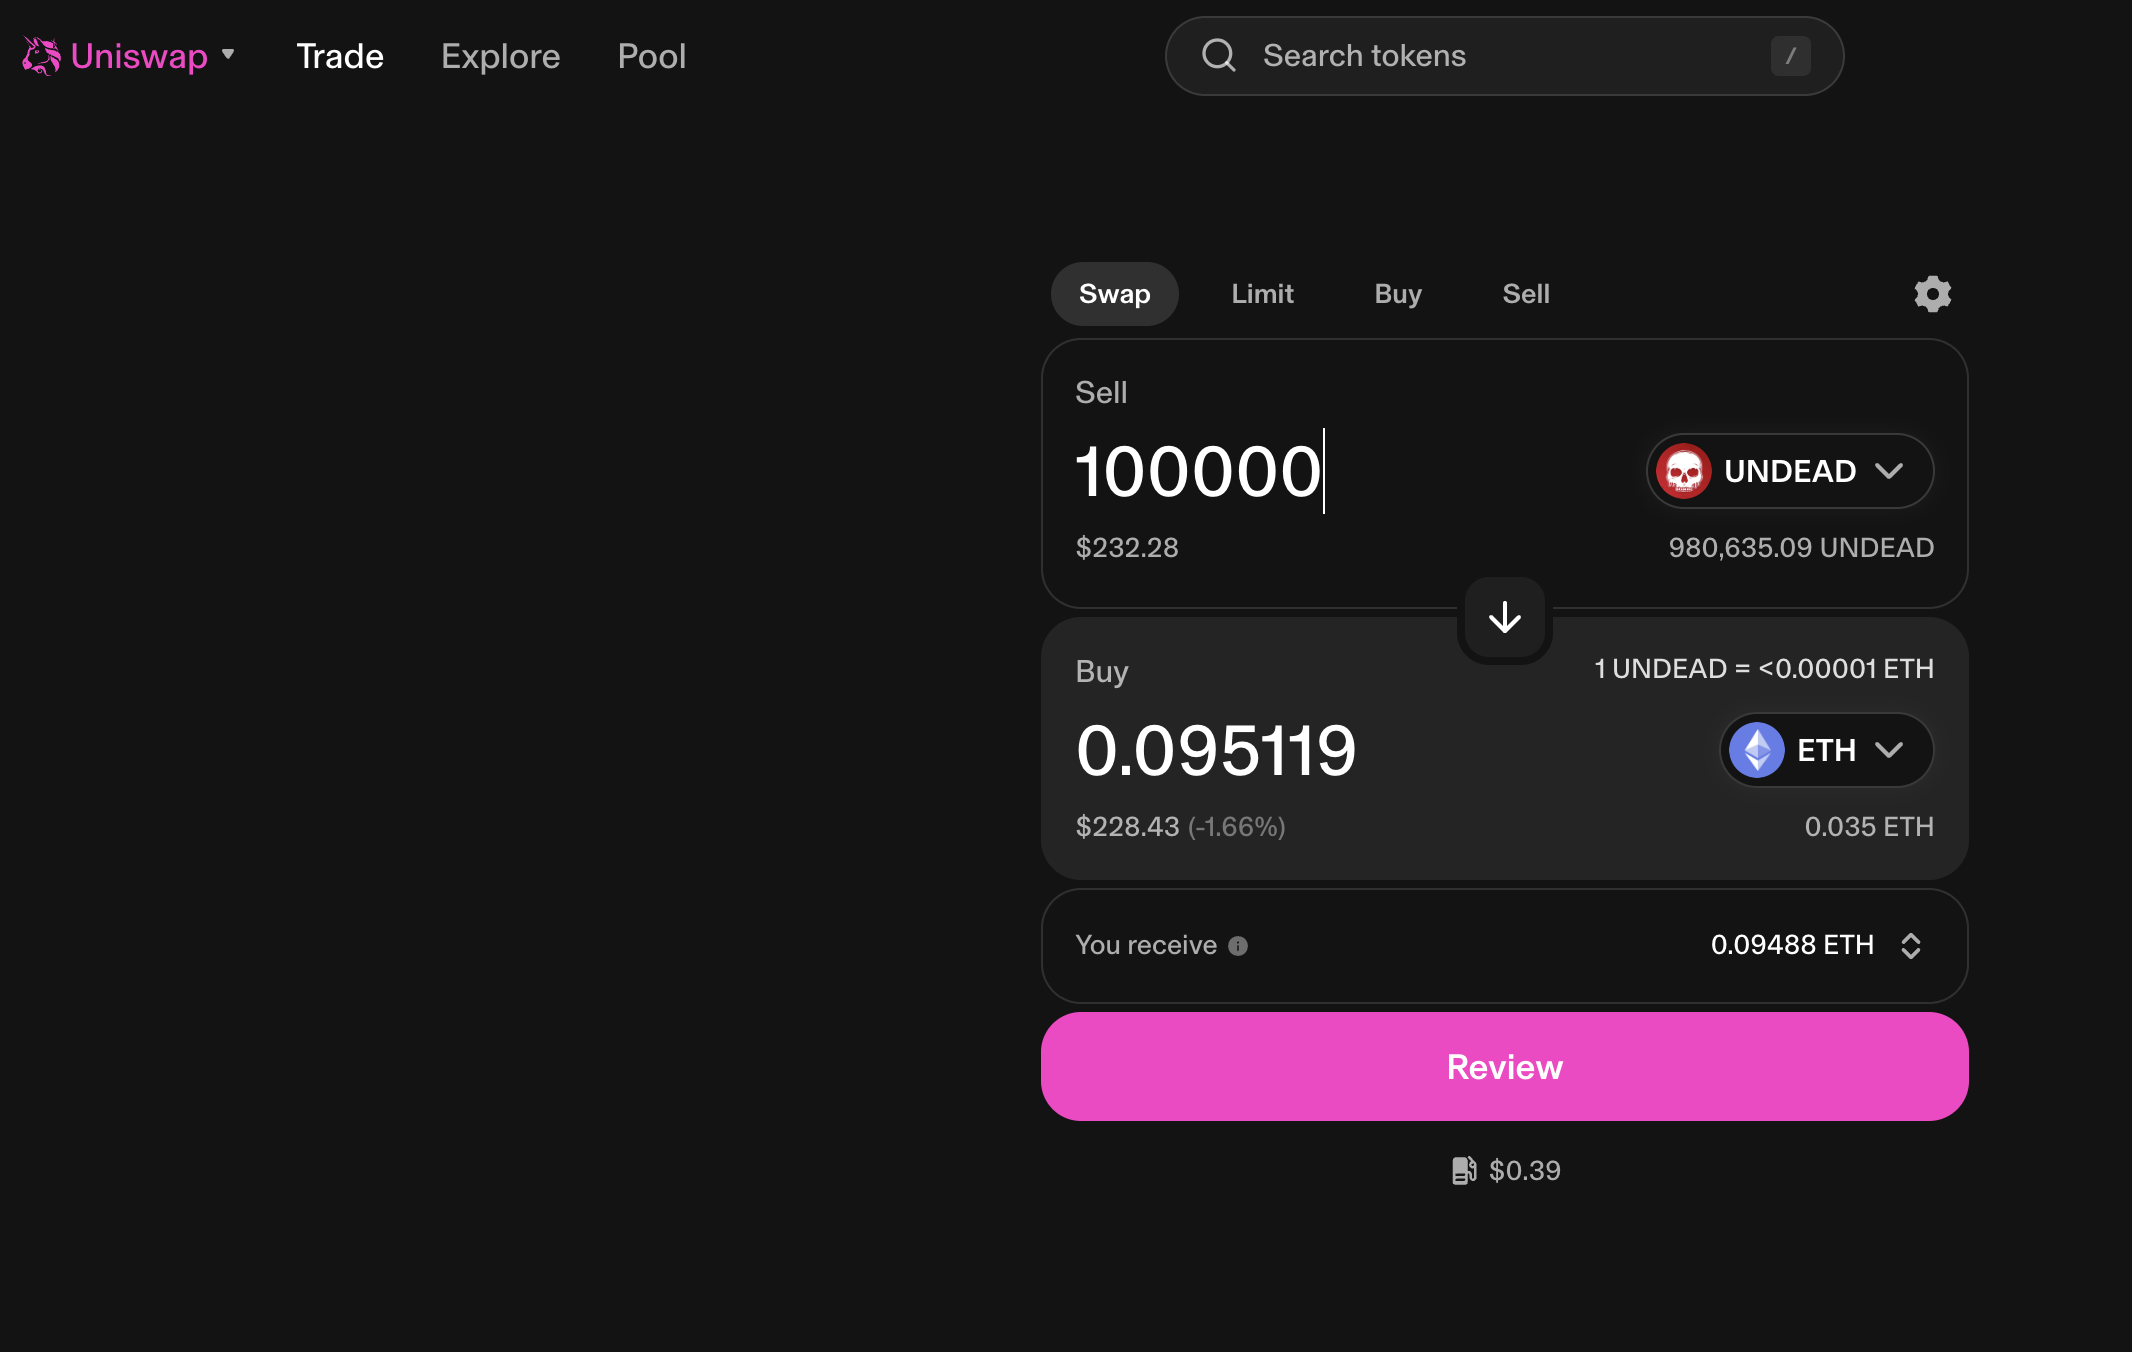 Uniswap Trade Explore Pool Search tokens /
Swap Limit Buy Sell
Sell
100000 UNDEAD
$232.28 980,635.09 UNDEAD
Buy 1 UNDEAD = <0.00001 ETH
0.095119 ETH
$228.43 (-1.66%) 0.035 ETH
You receive 0.09488 ETH
Review
$0.39